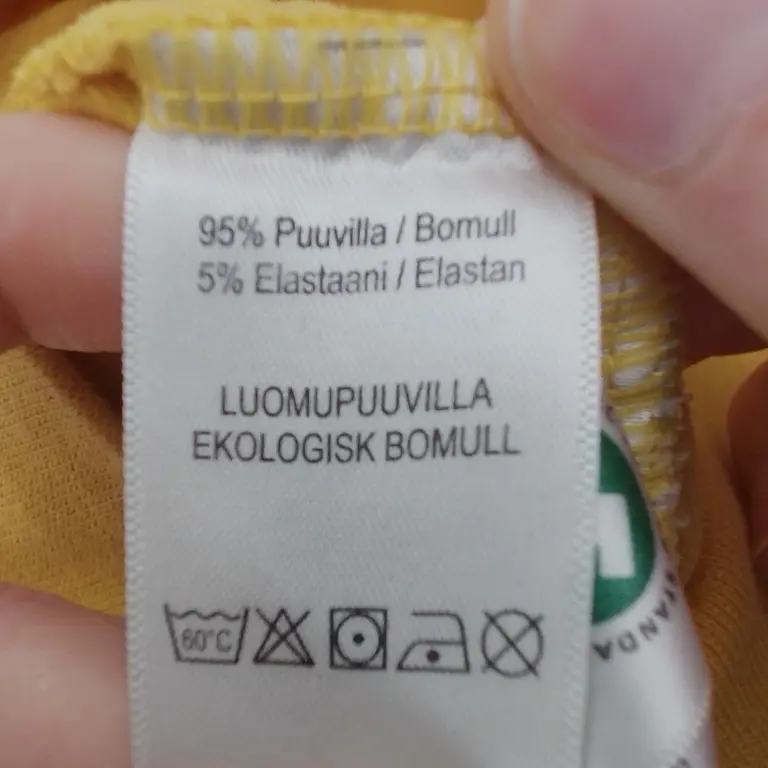 95% Puuvilla / Bomull
5% Elastaani / Elastan
LUOMUPUUVILLA
EKOLOGISK BOMULL
60°C